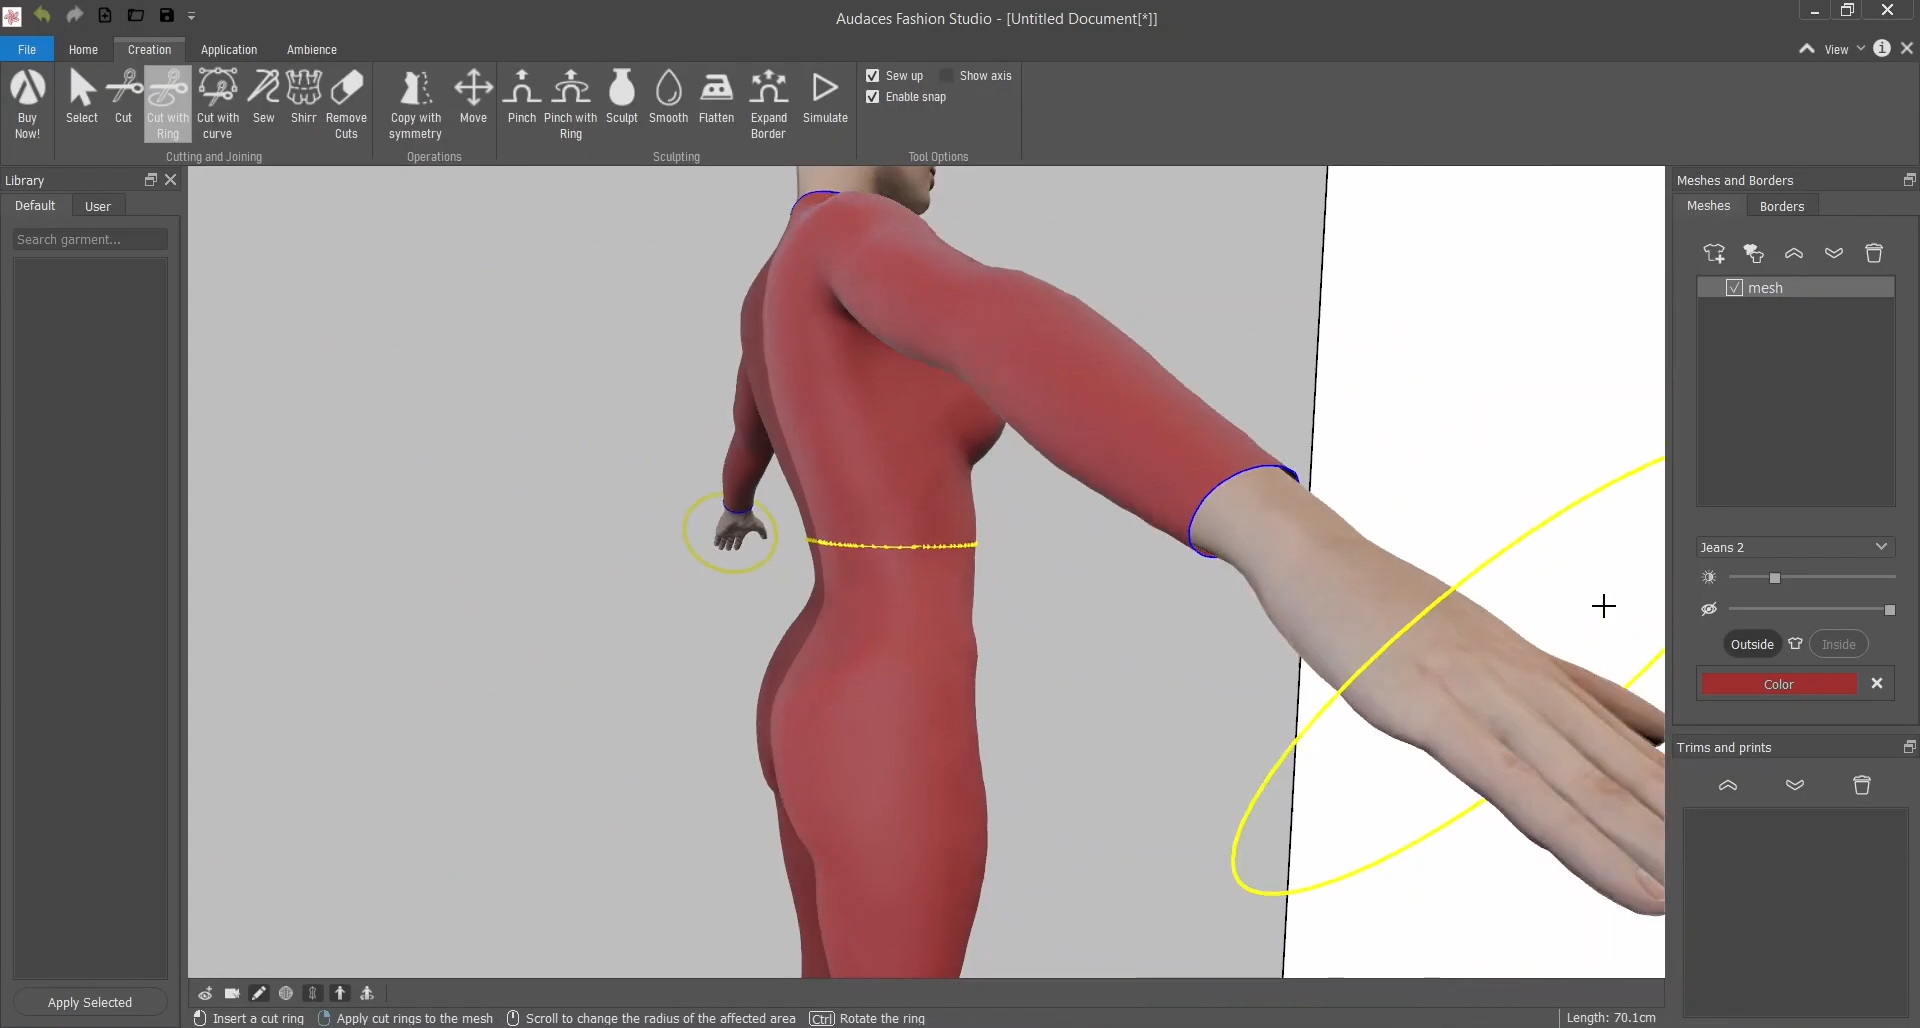 Audaces Fashion Studio - [Untitled Document[*]]
File Home Creation Application Ambience View
Buy Now!
Select
Cut
Cut with Ring
Cut with curve
Sew
Shirr
Remove Cuts
Cutting and Joining
Copy with symmetry
Move
Operations
Pinch
Pinch with Ring
Sculpt
Smooth
Flatten
Expand Border
Simulate
Sculpting
Sew up Show axis
Enable snap
Tool Options
Library
Default User
Search garment...
Apply Selected
Meshes and Borders
Meshes Borders
mesh
Jeans 2
Outside Inside
Color
Trims and prints
Insert a cut ring Apply cut rings to the mesh Scroll to change the radius of the affected area Ctrl Rotate the ring Length: 70.1cm